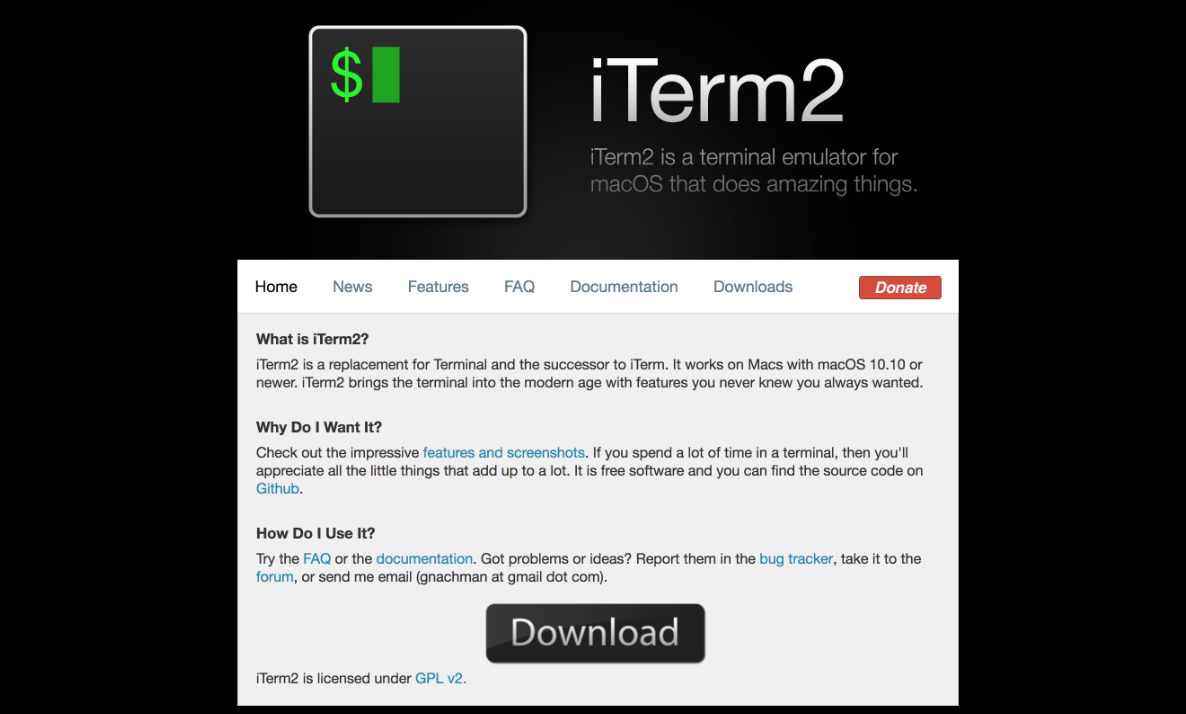 $
iTerm2
iTerm2 is a terminal emulator for
macOS that does amazing things.
Home News Features FAQ Documentation Downloads Donate
What is iTerm2?
iTerm2 is a replacement for Terminal and the successor to iTerm. It works on Macs with macOS 10.10 or
newer. iTerm2 brings the terminal into the modern age with features you never knew you always wanted.
Why Do I Want It?
Check out the impressive features and screenshots. If you spend a lot of time in a terminal, then you'll
appreciate all the little things that add up to a lot. It is free software and you can find the source code on
Github.
How Do I Use It?
Try the FAQ or the documentation. Got problems or ideas? Report them in the bug tracker, take it to the
forum, or send me email (gnachman at gmail dot com).
Download
iTerm2 is licensed under GPL v2.